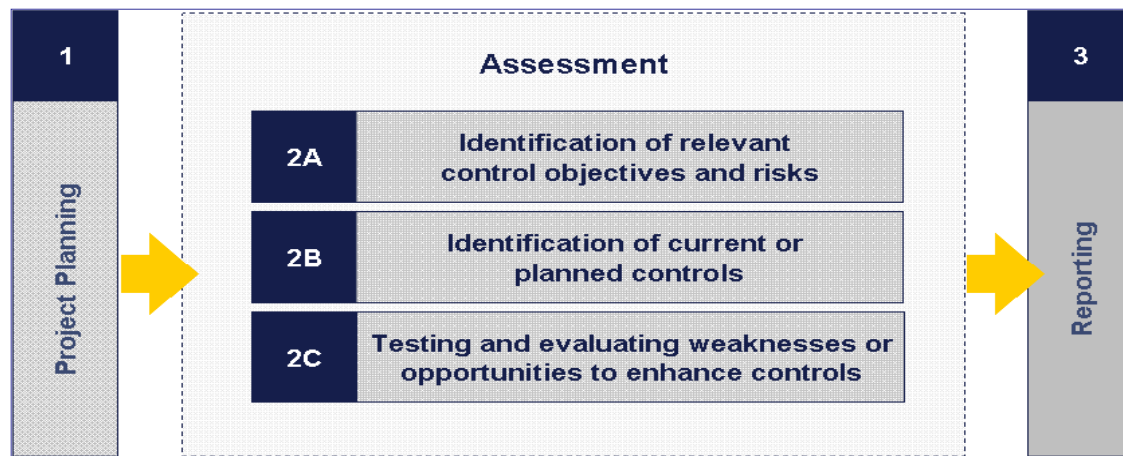 1
Project Planning
Assessment
2A
Identification of relevant
control objectives and risks
2B
Identification of current or
planned controls
2C
Testing and evaluating weaknesses or
opportunities to enhance controls
3
Reporting